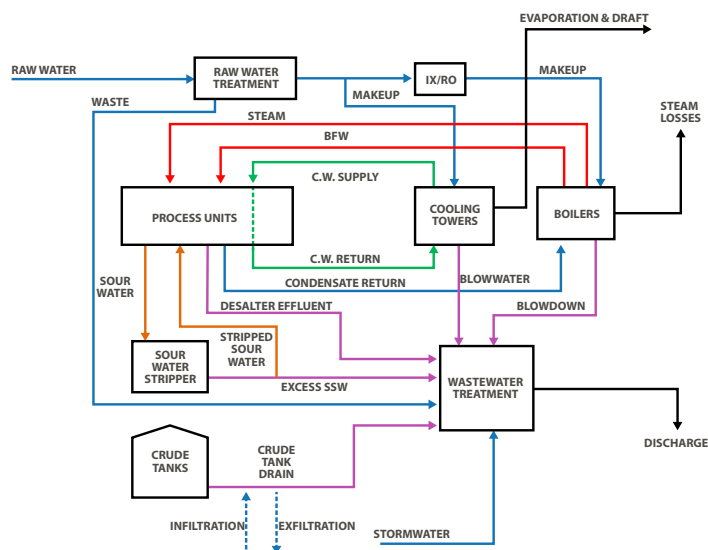 EVAPORATION & DRAFT
RAW WATER
RAW WATER
TREATMENT
IX/RO
MAKEUP
MAKEUP
WASTE
STEAM
LOSSES
STEAM
BFW
C.W. SUPPLY
PROCESS UNITS
COOLING
TOWERS
BOILERS
C.W. RETURN
SOUR
WATER
CONDENSATE RETURN
BLOWWATER
DESALTER EFFLUENT
BLOWDOWN
STRIPPED
SOUR
WATER
SOUR
WATER
STRIPPER
EXCESS SSW
WASTEWATER
TREATMENT
DISCHARGE
CRUDE
TANKS
CRUDE
TANK
DRAIN
INFILTRATION
EXFILTRATION
STORMWATER